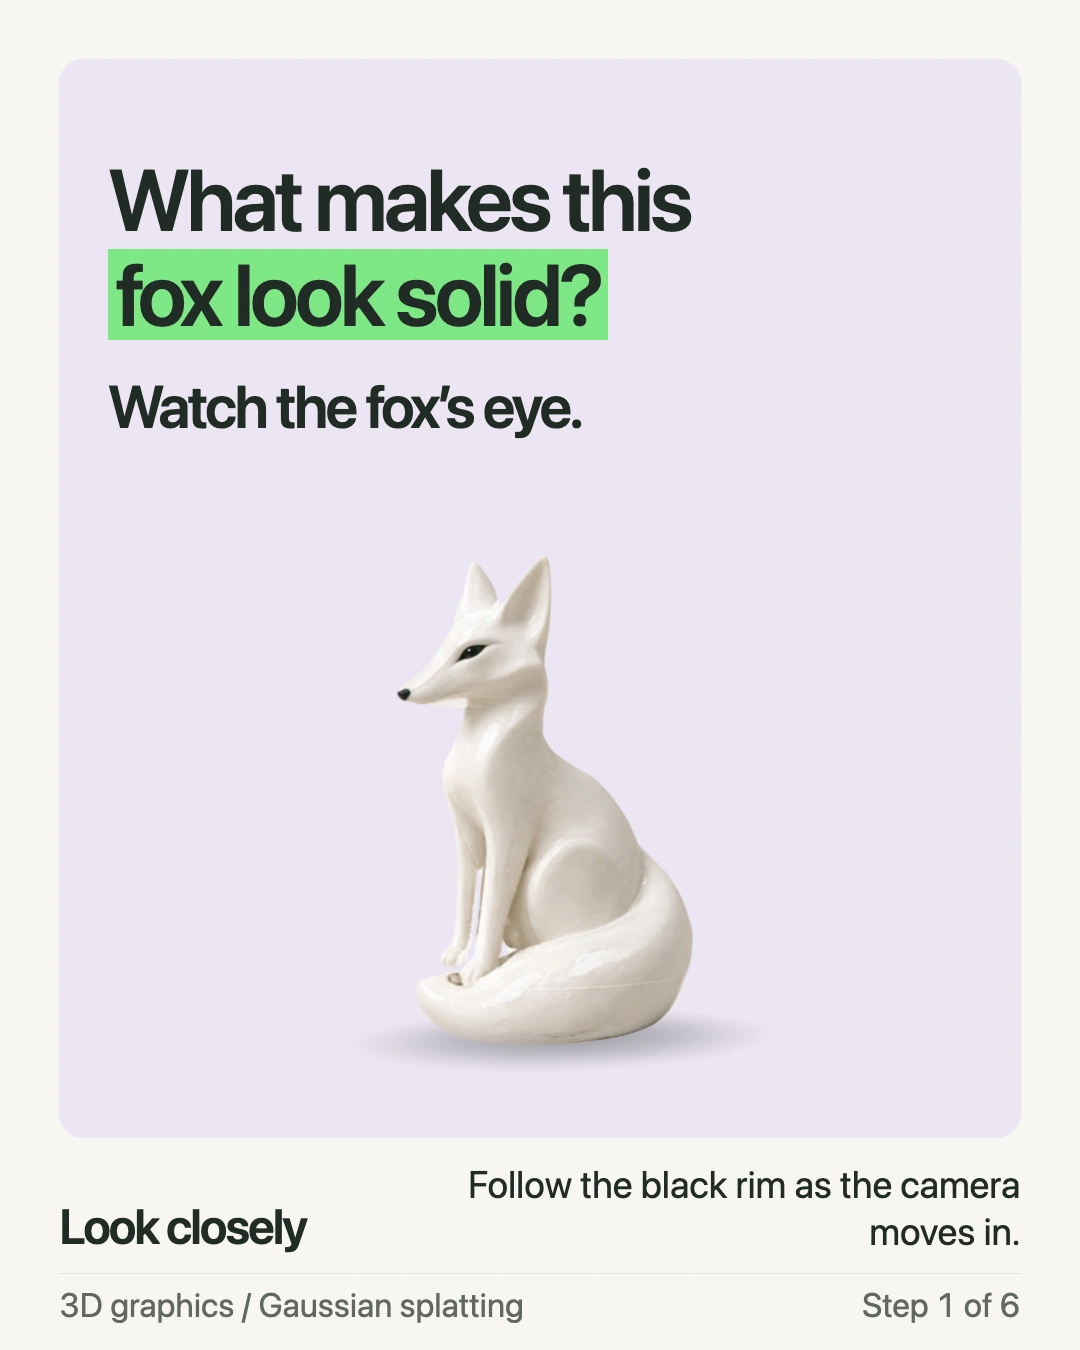 What makes this
fox look solid?
Watch the fox’s eye.
Follow the black rim as the camera
moves in.
Look closely
3D graphics / Gaussian splatting
Step 1 of 6